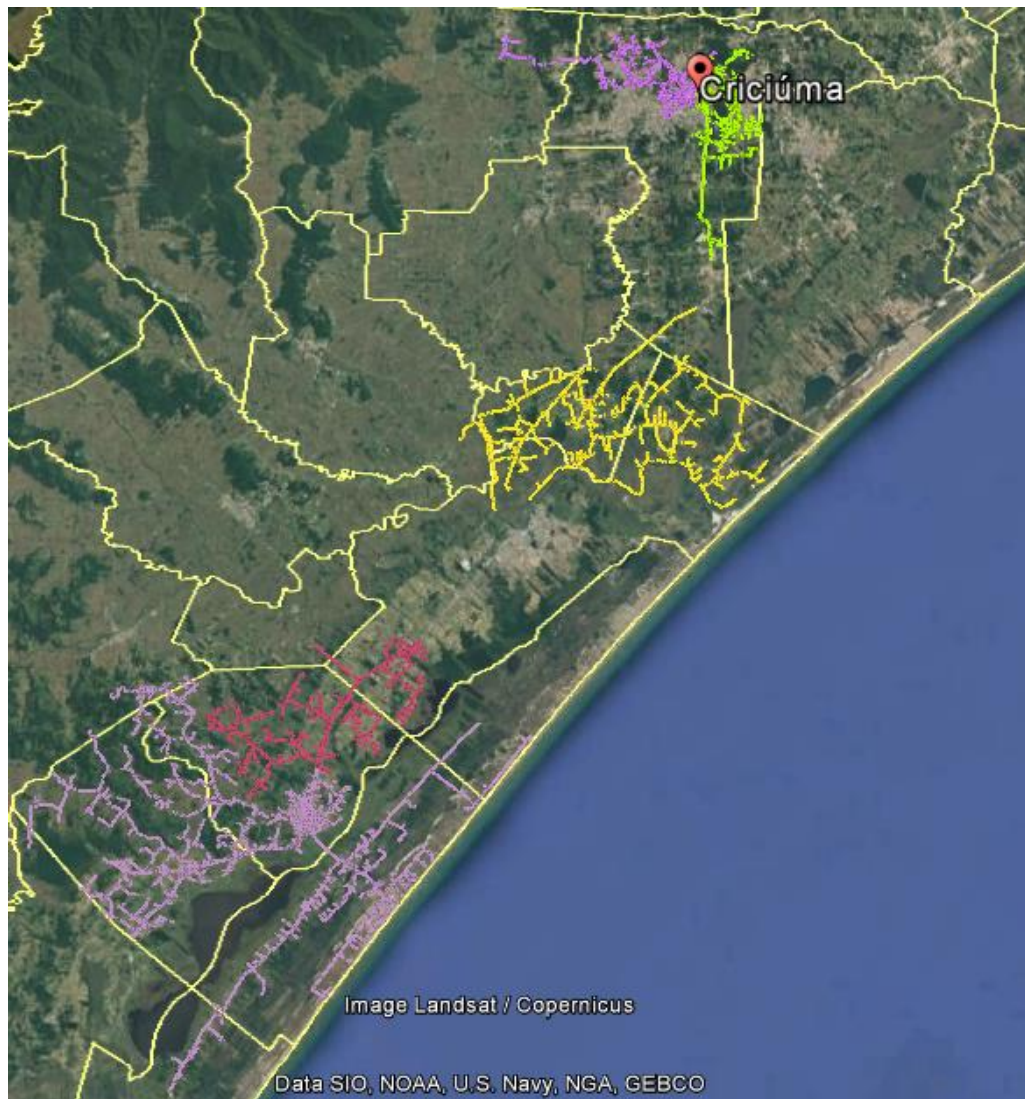 Criciúma
Image Landsat / Copernicus
Data SIO, NOAA, U.S. Navy, NGA, GEBCO